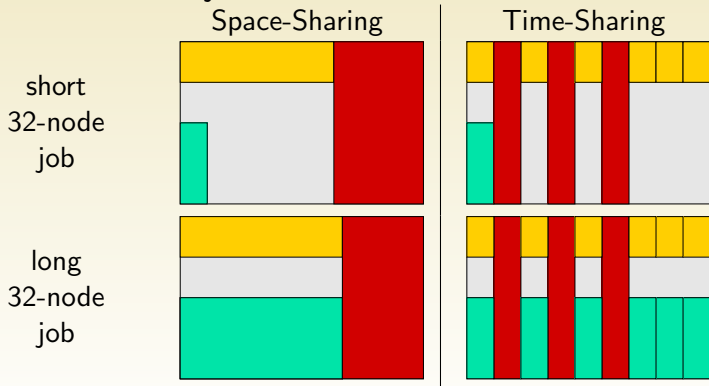 Space-Sharing
Time-Sharing
short
32-node
job
long
32-node
job